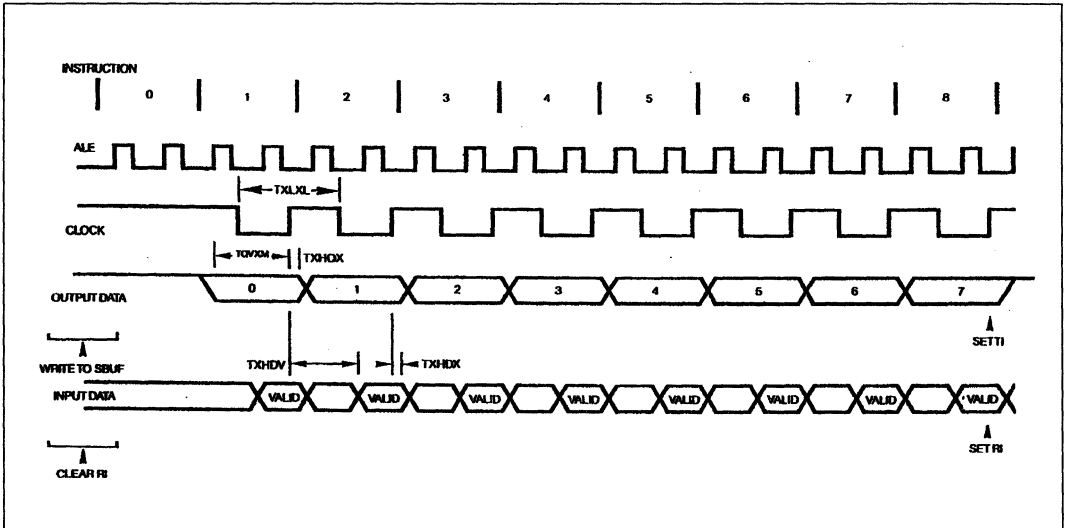 INSTRUCTION
0 1 2 3 4 5 6 7 8
ALE
TXLXL
CLOCK
TQVXM TXHQX
OUTPUT DATA
0 1 2 3 4 5 6 7
SET TI
WRITE TO SBUF
TXHDV TXHDX
INPUT DATA
VALID VALID VALID VALID VALID VALID VALID VALID
SET RI
CLEAR RI